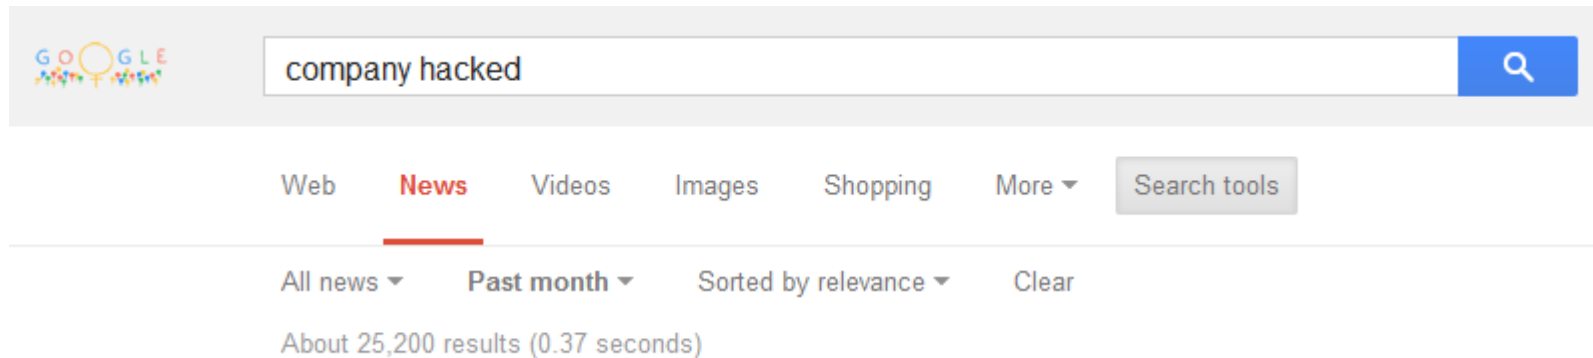 GOOGLE
company hacked
Web News Videos Images Shopping More Search tools
All news Past month Sorted by relevance Clear
About 25,200 results (0.37 seconds)